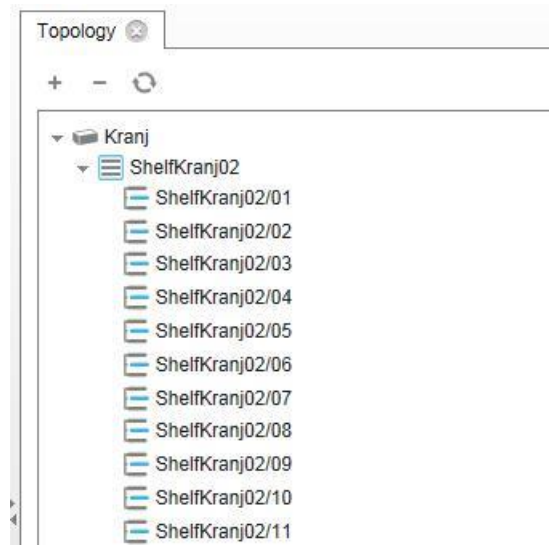 Topology
Kranj
ShelfKranj02
ShelfKranj02/01
ShelfKranj02/02
ShelfKranj02/03
ShelfKranj02/04
ShelfKranj02/05
ShelfKranj02/06
ShelfKranj02/07
ShelfKranj02/08
ShelfKranj02/09
ShelfKranj02/10
ShelfKranj02/11